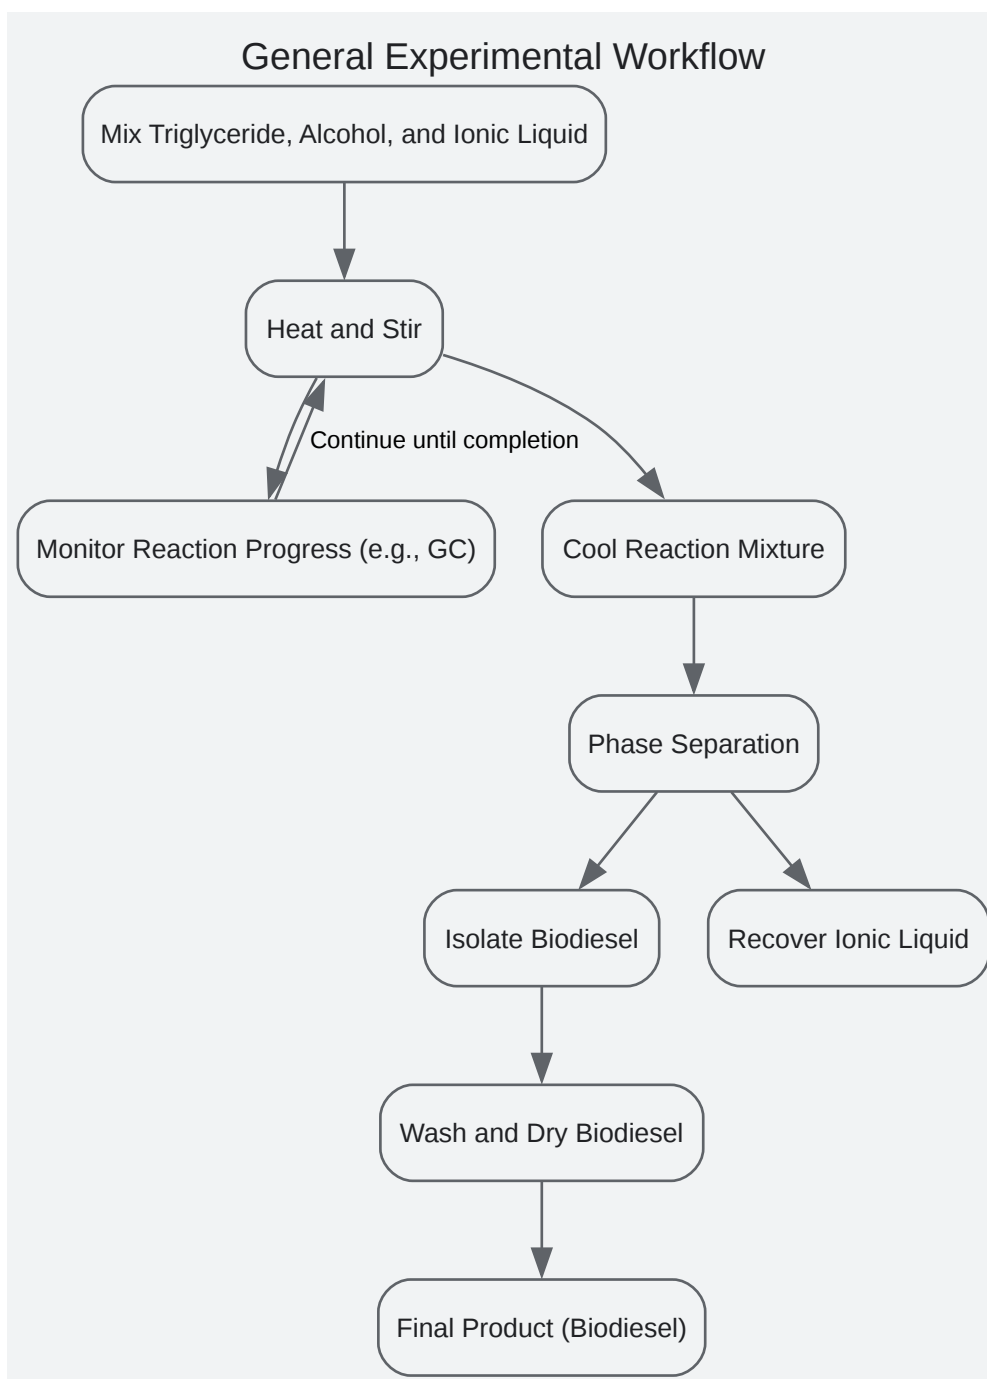 General Experimental Workflow
Mix Triglyceride, Alcohol, and Ionic Liquid
Heat and Stir
Continue until completion
Monitor Reaction Progress (e.g., GC)
Cool Reaction Mixture
Phase Separation
Isolate Biodiesel
Recover Ionic Liquid
Wash and Dry Biodiesel
Final Product (Biodiesel)